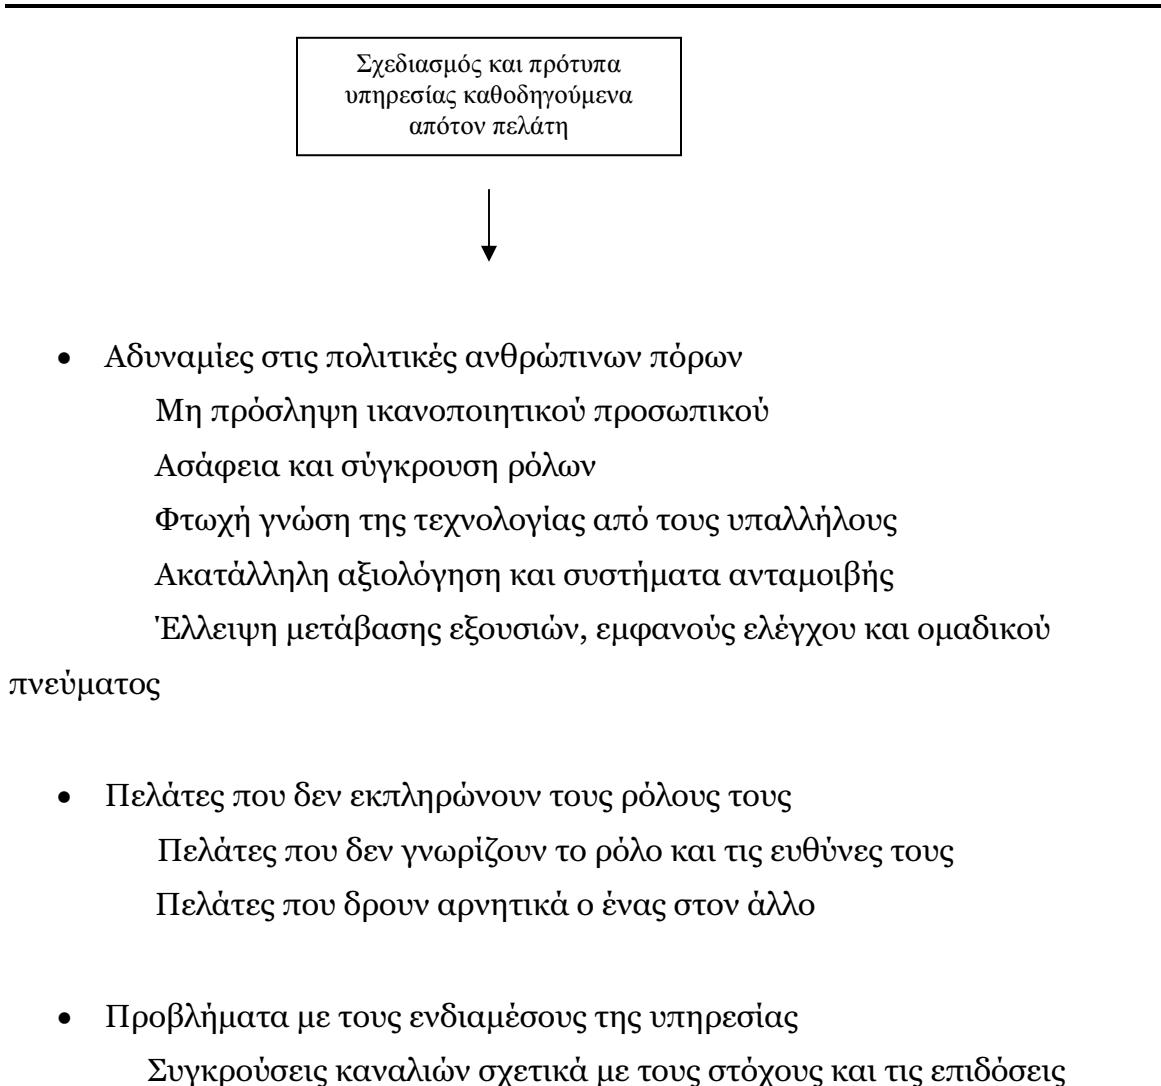 Σχεδιασμός και πρότυπα
υπηρεσίας καθοδηγούμενα
απότον πελάτη
• Αδυναμίες στις πολιτικές ανθρώπινων πόρων
Μη πρόσληψη ικανοποιητικού προσωπικού
Ασάφεια και σύγκρουση ρόλων
Φτωχή γνώση της τεχνολογίας από τους υπαλλήλους
Ακατάλληλη αξιολόγηση και συστήματα ανταμοιβής
Έλλειψη μετάβασης εξουσιών, εμφανούς ελέγχου και ομαδικού
πνεύματος
• Πελάτες που δεν εκπληρώνουν τους ρόλους τους
Πελάτες που δεν γνωρίζουν το ρόλο και τις ευθύνες τους
Πελάτες που δρουν αρνητικά ο ένας στον άλλο
• Προβλήματα με τους ενδιαμέσους της υπηρεσίας
Συγκρούσεις καναλιών σχετικά με τους στόχους και τις επιδόσεις